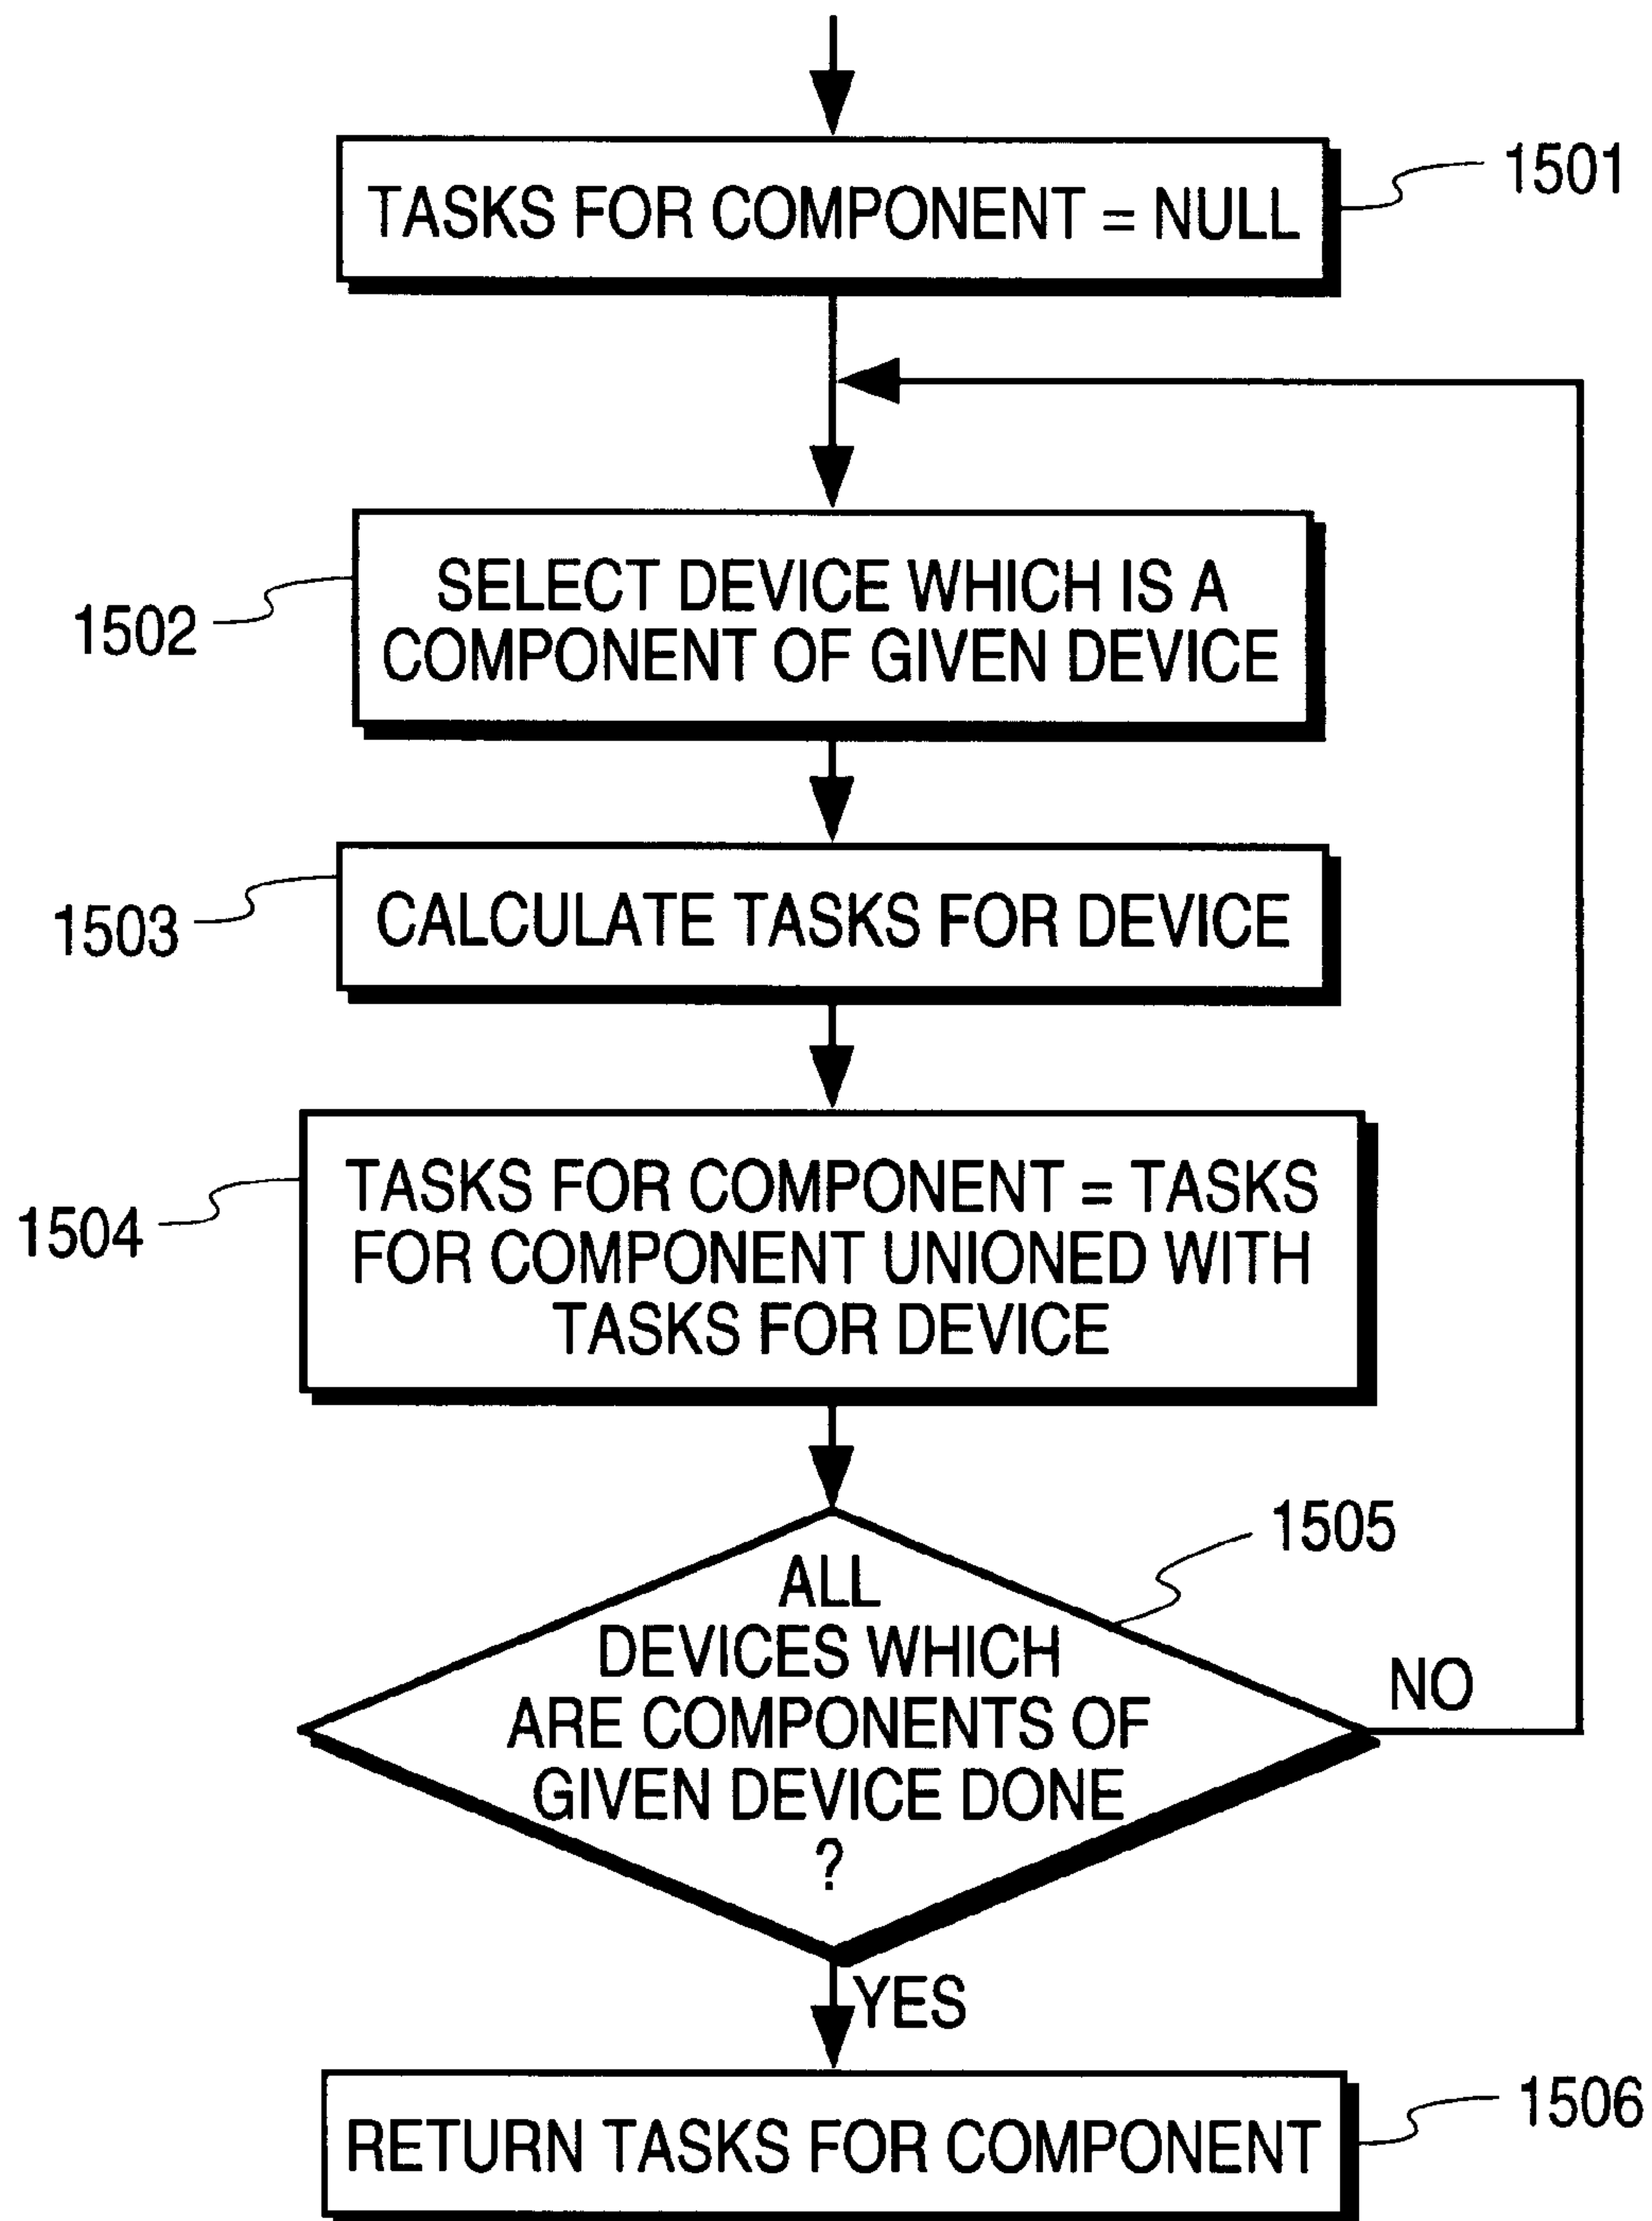 1501
TASKS FOR COMPONENT = NULL
1502
SELECT DEVICE WHICH IS A
COMPONENT OF GIVEN DEVICE
1503
CALCULATE TASKS FOR DEVICE
1504
TASKS FOR COMPONENT = TASKS
FOR COMPONENT UNIONED WITH
TASKS FOR DEVICE
1505
ALL
DEVICES WHICH
ARE COMPONENTS OF
GIVEN DEVICE DONE
?
NO
YES
1506
RETURN TASKS FOR COMPONENT